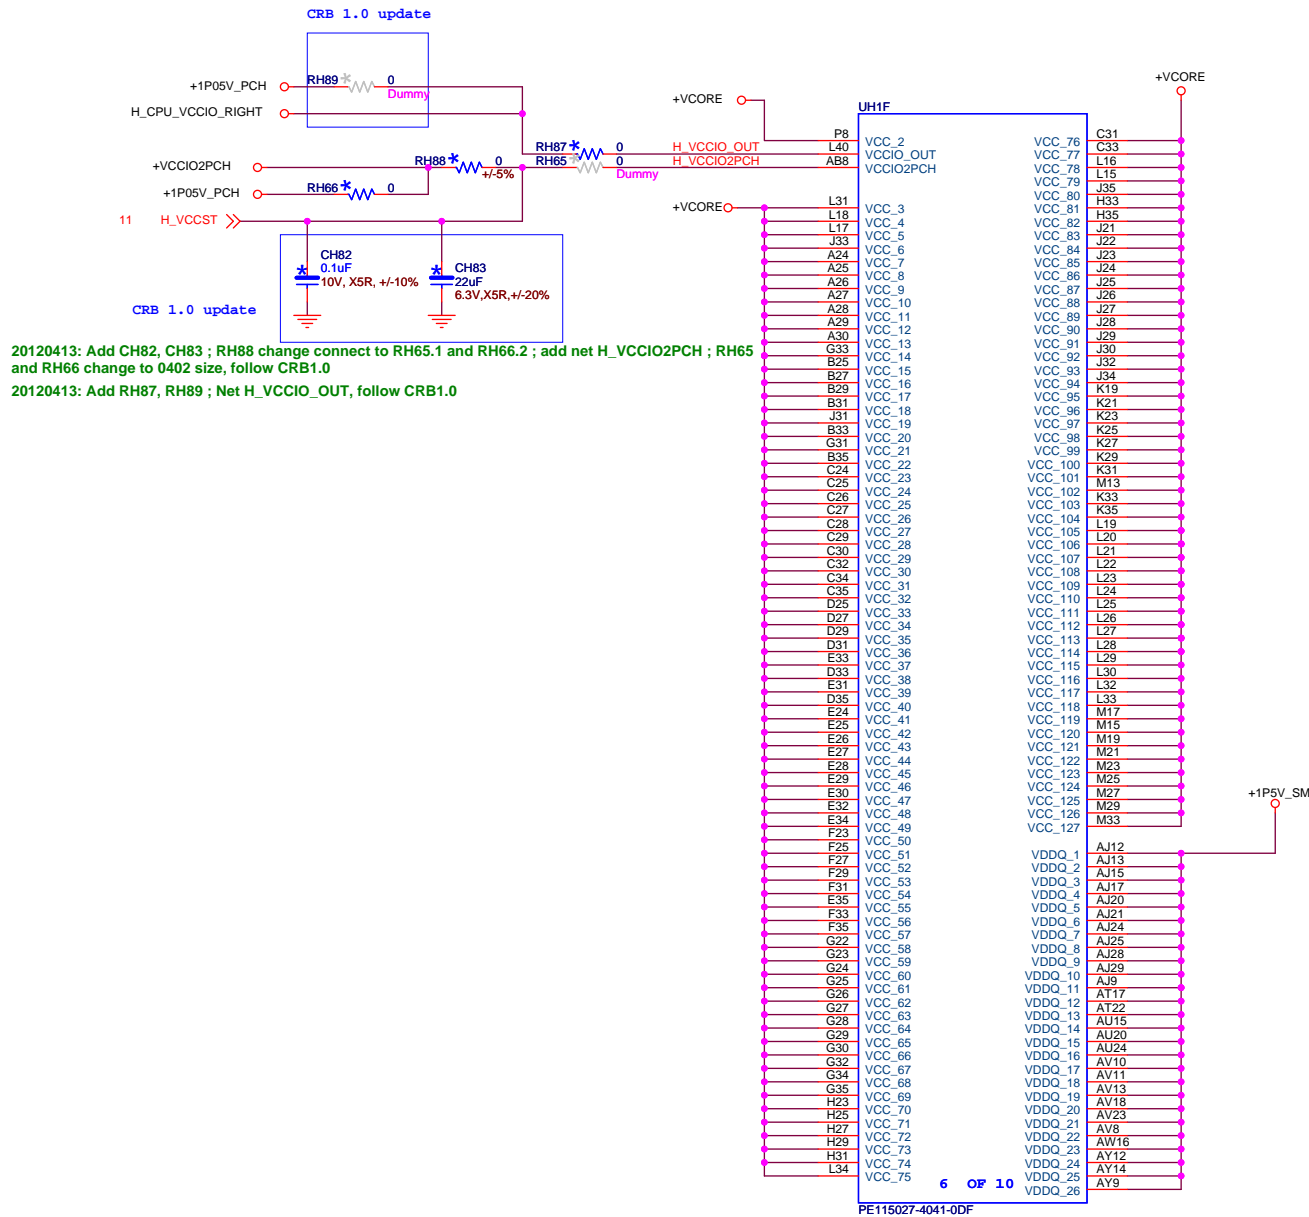 CRB 1.0 update
+1P05V_PCH
RH89 * 0
Dummy
H_CPU_VCCIO_RIGHT
+VCCIO2PCH
RH88 * 0
+/-5%
+1P05V_PCH
RH66 * 0
11 H_VCCST
RH87 * 0
RH65 * 0
Dummy
H_VCCIO_OUT
H_VCCIO2PCH
* CH82
0.1uF
10V, X5R, +/-10%
* CH83
22uF
6.3V,X5R,+/-20%
CRB 1.0 update
20120413: Add CH82, CH83 ; RH88 change connect to RH65.1 and RH66.2 ; add net H_VCCIO2PCH ; RH65
and RH66 change to 0402 size, follow CRB1.0
20120413: Add RH87, RH89 ; Net H_VCCIO_OUT, follow CRB1.0
+VCORE
+VCORE
+VCORE
+1P5V_SM
UH1F
P8 VCC_2
L40 VCCIO_OUT
AB8 VCCIO2PCH
L31 VCC_3
L18 VCC_4
L17 VCC_5
J33 VCC_6
A24 VCC_7
A25 VCC_8
A26 VCC_9
A27 VCC_10
A28 VCC_11
A29 VCC_12
A30 VCC_13
G33 VCC_14
B25 VCC_15
B27 VCC_16
B29 VCC_17
B31 VCC_18
J31 VCC_19
B33 VCC_20
G31 VCC_21
B35 VCC_22
C24 VCC_23
C25 VCC_24
C26 VCC_25
C27 VCC_26
C28 VCC_27
C29 VCC_28
C30 VCC_29
C32 VCC_30
C34 VCC_31
C35 VCC_32
D25 VCC_33
D27 VCC_34
D29 VCC_35
D31 VCC_36
E33 VCC_37
D33 VCC_38
E31 VCC_39
D35 VCC_40
E24 VCC_41
E25 VCC_42
E26 VCC_43
E27 VCC_44
E28 VCC_45
E29 VCC_46
E30 VCC_47
E32 VCC_48
E34 VCC_49
F23 VCC_50
F25 VCC_51
F27 VCC_52
F29 VCC_53
F31 VCC_54
E35 VCC_55
F33 VCC_56
F35 VCC_57
G22 VCC_58
G23 VCC_59
G24 VCC_60
G25 VCC_61
G26 VCC_62
G27 VCC_63
G28 VCC_64
G29 VCC_65
G30 VCC_66
G32 VCC_67
G34 VCC_68
G35 VCC_69
H23 VCC_70
H25 VCC_71
H27 VCC_72
H29 VCC_73
H31 VCC_74
L34 VCC_75
VCC_76 C31
VCC_77 C33
VCC_78 L16
VCC_79 L15
VCC_80 J35
VCC_81 H33
VCC_82 H35
VCC_83 J21
VCC_84 J22
VCC_85 J23
VCC_86 J24
VCC_87 J25
VCC_88 J26
VCC_89 J27
VCC_90 J28
VCC_91 J29
VCC_92 J30
VCC_93 J32
VCC_94 J34
VCC_95 K19
VCC_96 K21
VCC_97 K23
VCC_98 K25
VCC_99 K27
VCC_100 K29
VCC_101 K31
VCC_102 M13
VCC_103 K33
VCC_104 K35
VCC_105 L19
VCC_106 L20
VCC_107 L21
VCC_108 L22
VCC_109 L23
VCC_110 L24
VCC_111 L25
VCC_112 L26
VCC_113 L27
VCC_114 L28
VCC_115 L29
VCC_116 L30
VCC_117 L32
VCC_118 L33
VCC_119 M17
VCC_120 M15
VCC_121 M19
VCC_122 M21
VCC_123 M23
VCC_124 M25
VCC_125 M27
VCC_126 M29
VCC_127 M33
VDDQ_1 AJ12
VDDQ_2 AJ13
VDDQ_3 AJ15
VDDQ_4 AJ17
VDDQ_5 AJ20
VDDQ_6 AJ21
VDDQ_7 AJ24
VDDQ_8 AJ25
VDDQ_9 AJ28
VDDQ_10 AJ29
VDDQ_11 AJ9
VDDQ_12 AT17
VDDQ_13 AT22
VDDQ_14 AU15
VDDQ_15 AU20
VDDQ_16 AU24
VDDQ_17 AV10
VDDQ_18 AV11
VDDQ_19 AV13
VDDQ_20 AV18
VDDQ_21 AV23
VDDQ_22 AV8
VDDQ_23 AW16
VDDQ_24 AY12
VDDQ_25 AY14
VDDQ_26 AY9
6 OF 10
PE115027-4041-0DF